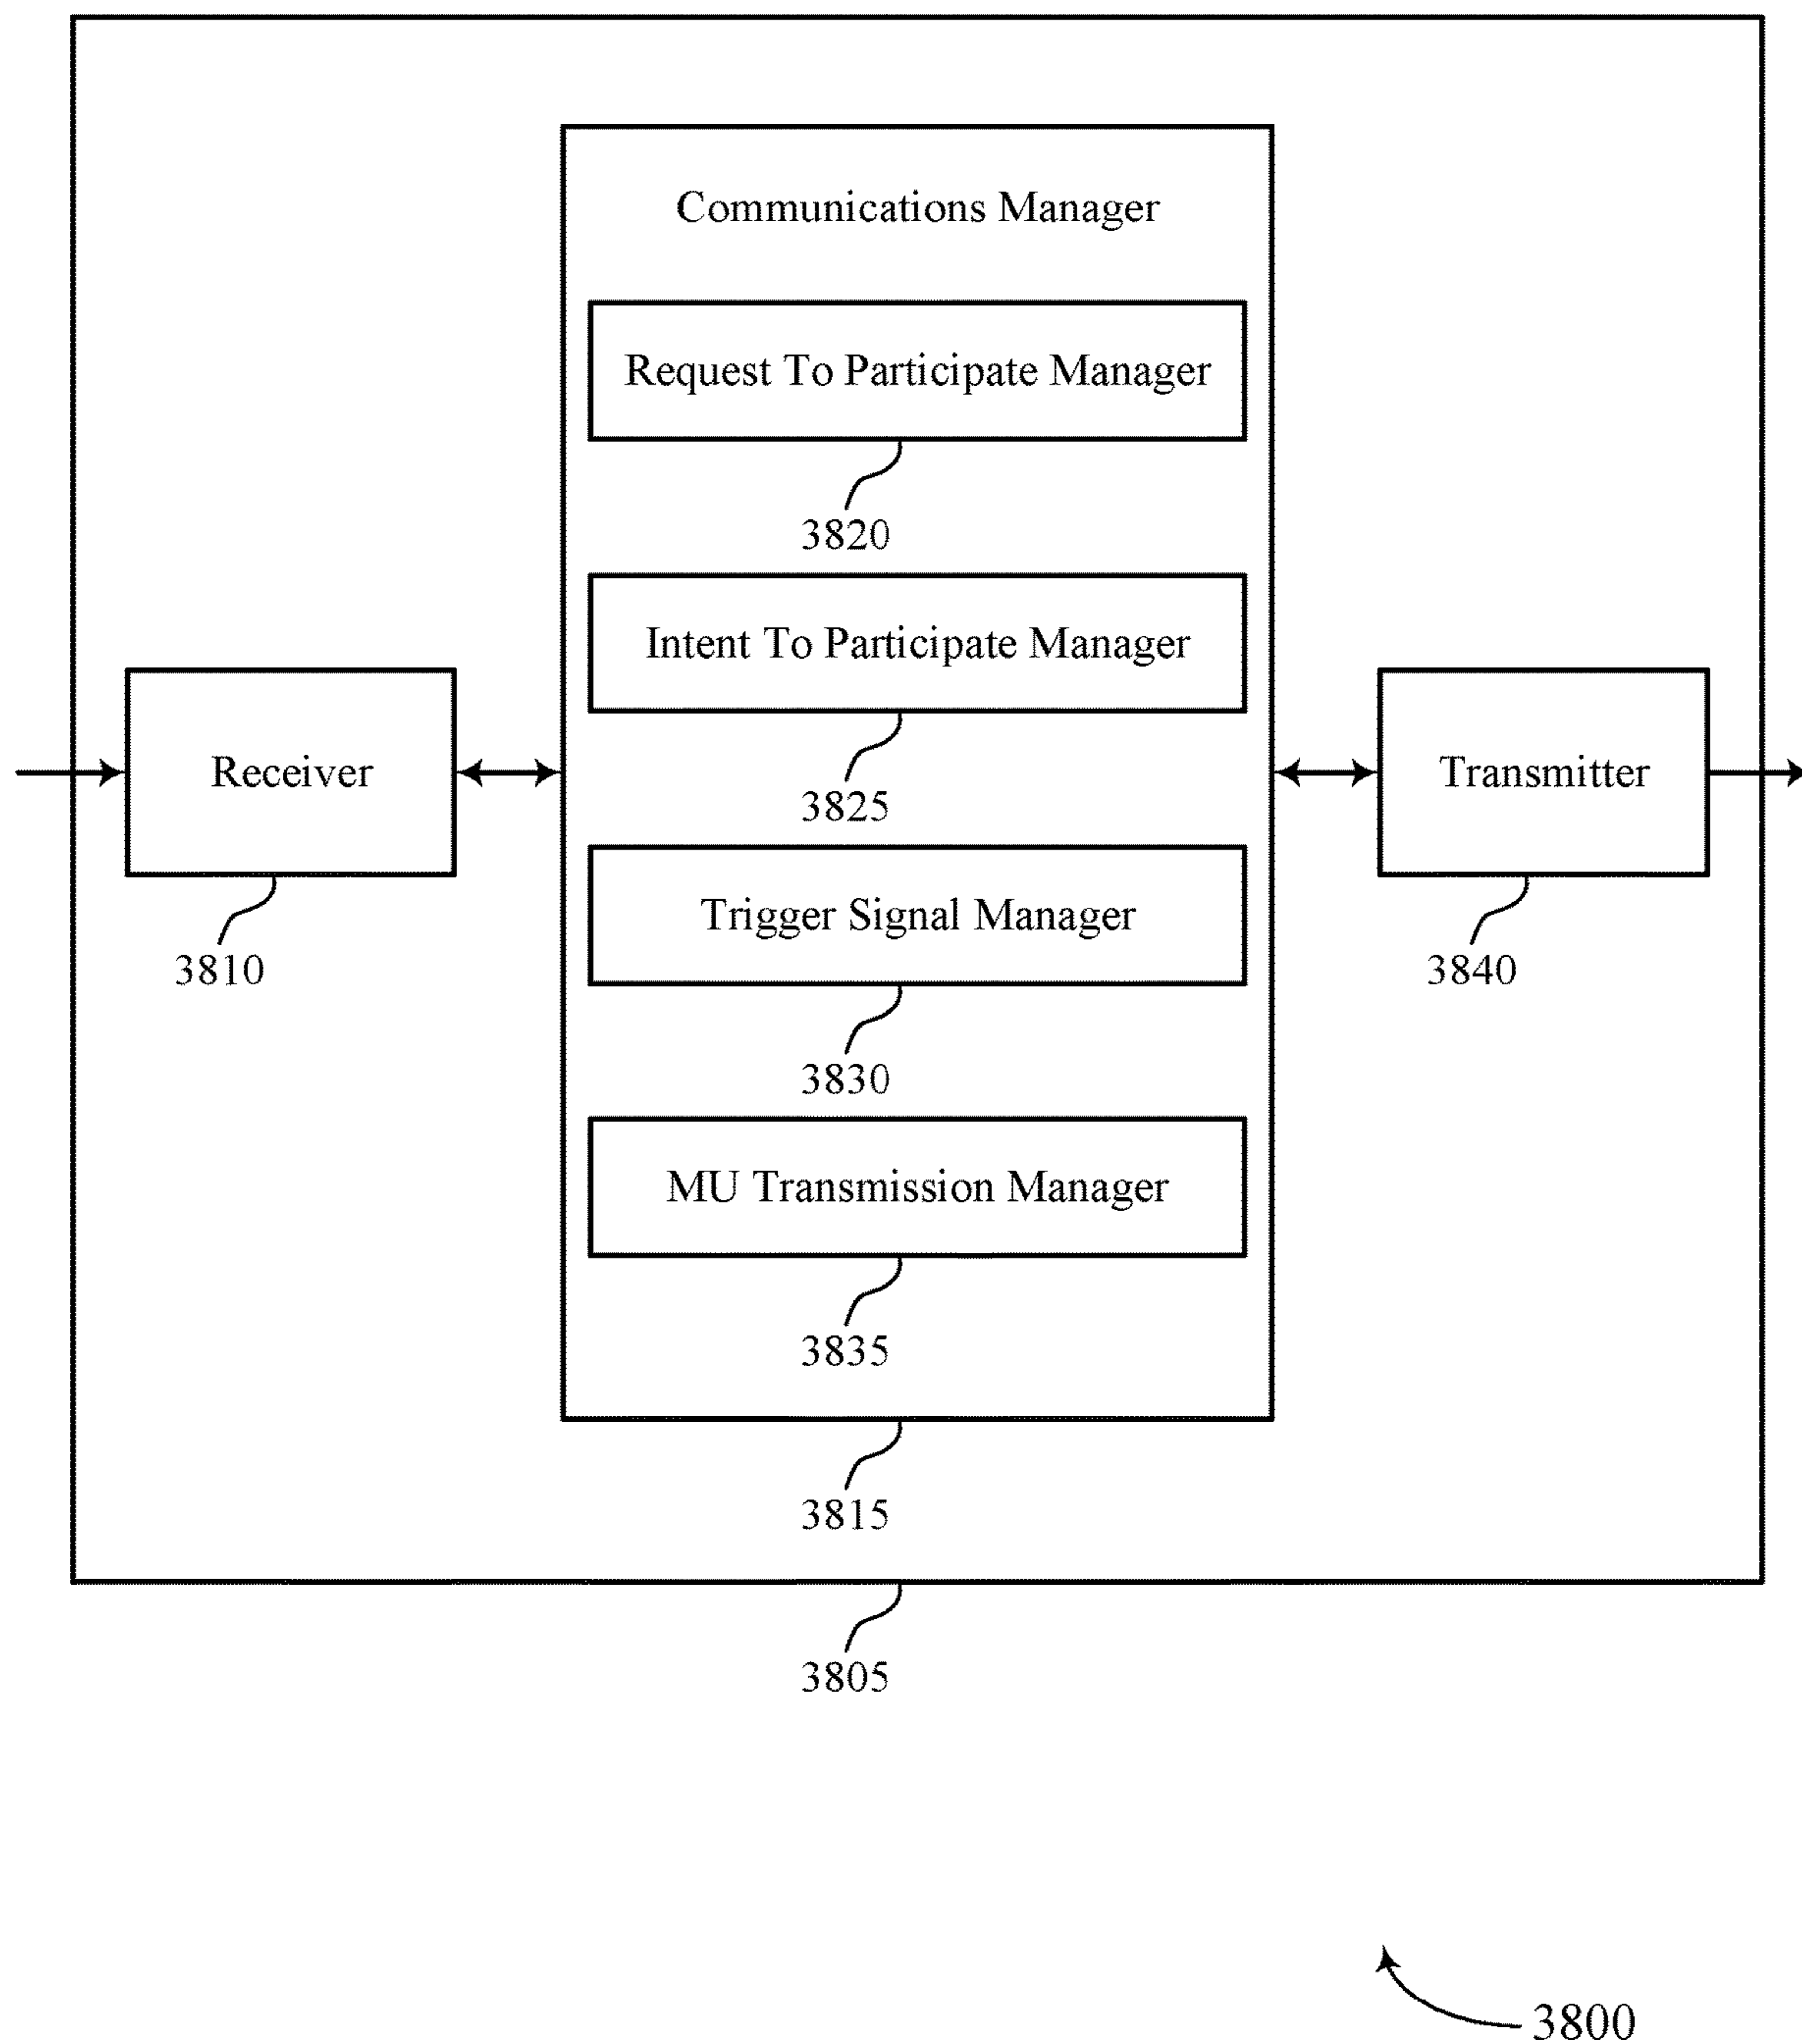 Communications Manager
Request To Participate Manager
3820
Intent To Participate Manager
3825
Receiver
3810
Trigger Signal Manager
3830
Transmitter
3840
MU Transmission Manager
3835
3815
3805
3800